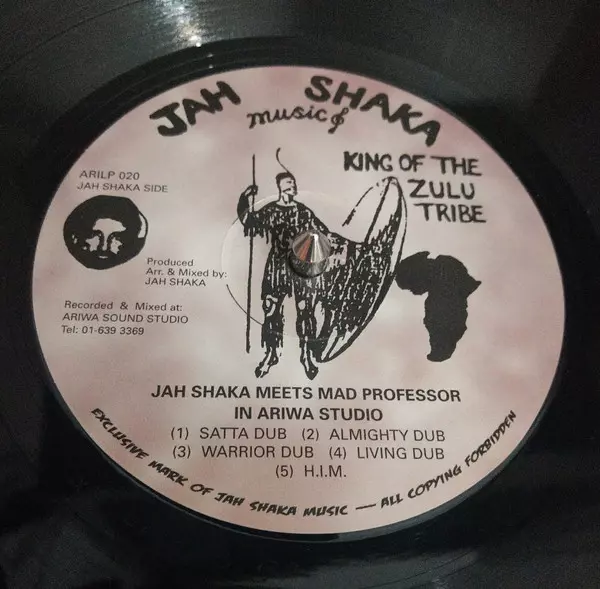 JAH SHAKA
music
KING OF THE
ZULU
TRIBE
ARILP 020
JAH SHAKA SIDE
Produced
Arr. & Mixed by:
JAH SHAKA
Recorded & Mixed at:
ARIWA SOUND STUDIO
Tel: 01-639 3369
JAH SHAKA MEETS MAD PROFESSOR
IN ARIWA STUDIO
(1) SATTA DUB (2) ALMIGHTY DUB
(3) WARRIOR DUB (4) LIVING DUB
(5) H.I.M.
EXCLUSIVE MARK OF JAH SHAKA MUSIC — ALL COPYING FORBIDDEN